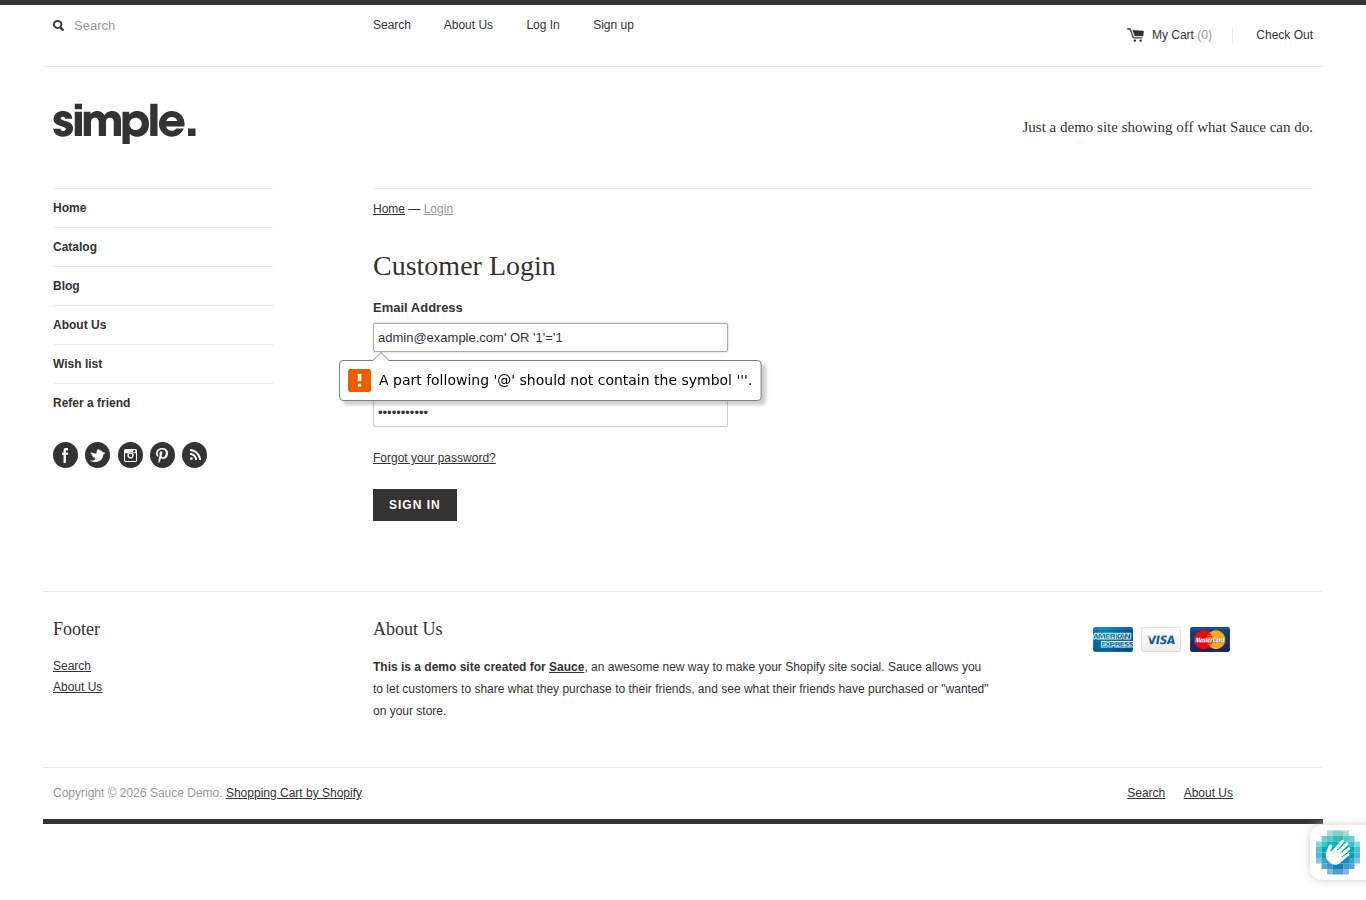 Search
Search About Us Log In Sign up
My Cart (0) Check Out
simple.
Just a demo site showing off what Sauce can do.
Home
Catalog
Blog
About Us
Wish list
Refer a friend
Home — Login
Customer Login
Email Address
admin@example.com' OR '1'='1
A part following '@' should not contain the symbol '''.
•••••••••••
Forgot your password?
SIGN IN
Footer
Search
About Us
About Us
This is a demo site created for Sauce, an awesome new way to make your Shopify site social. Sauce allows you
to let customers to share what they purchase to their friends, and see what their friends have purchased or "wanted"
on your store.
AMERICAN EXPRESS
VISA
MasterCard
Copyright © 2026 Sauce Demo. Shopping Cart by Shopify.
Search About Us